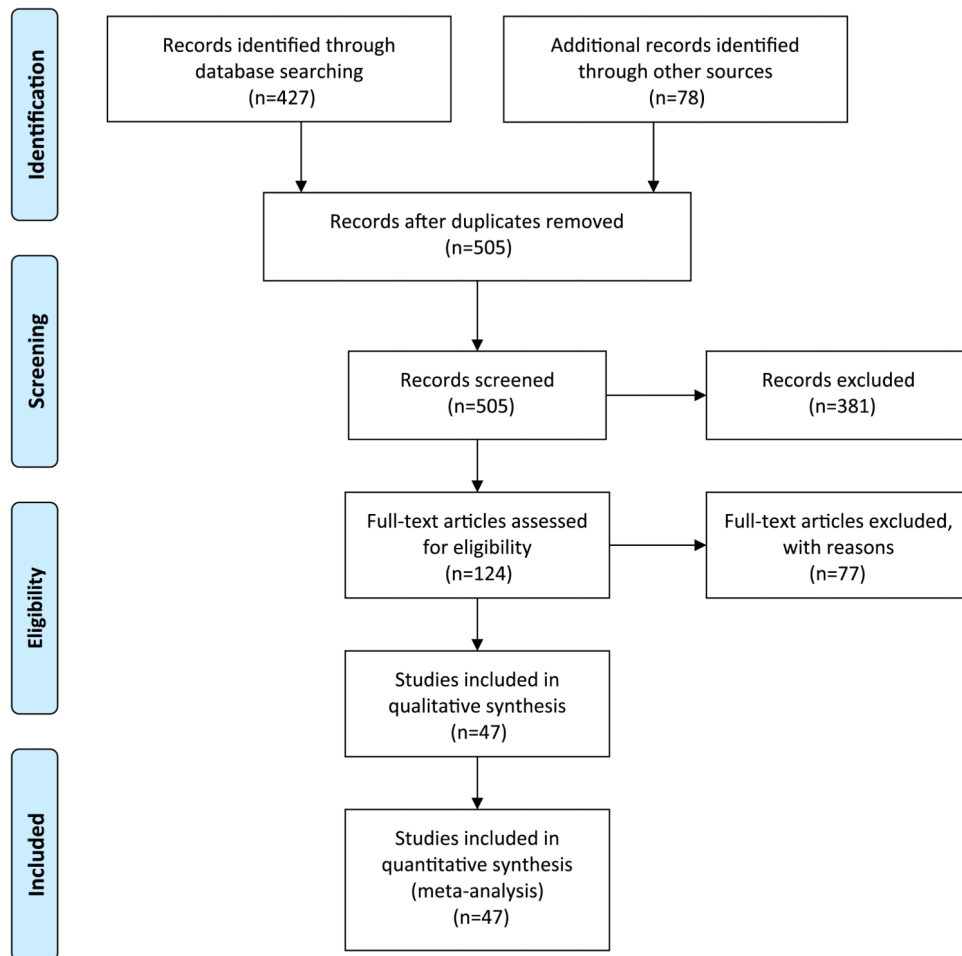 Identification
Records identified through
database searching
(n=427)
Additional records identified
through other sources
(n=78)
Records after duplicates removed
(n=505)
Screening
Records screened
(n=505)
Records excluded
(n=381)
Eligibility
Full-text articles assessed
for eligibility
(n=124)
Full-text articles excluded,
with reasons
(n=77)
Studies included in
qualitative synthesis
(n=47)
Included
Studies included in
quantitative synthesis
(meta-analysis)
(n=47)